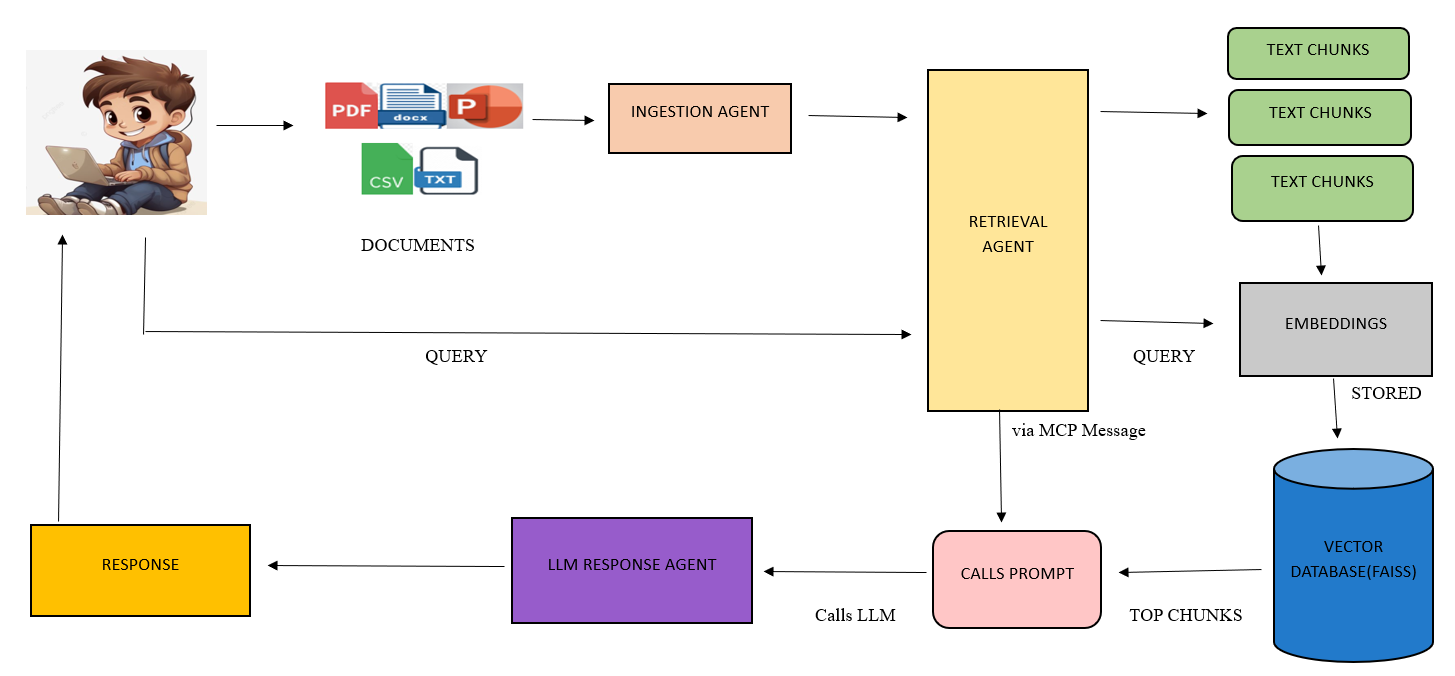 TEXT CHUNKS
TEXT CHUNKS
TEXT CHUNKS
PDF
docx
P
CSV
TXT
DOCUMENTS
INGESTION AGENT
RETRIEVAL
AGENT
QUERY
QUERY
EMBEDDINGS
STORED
via MCP Message
VECTOR
DATABASE(FAISS)
TOP CHUNKS
CALLS PROMPT
Calls LLM
LLM RESPONSE AGENT
RESPONSE